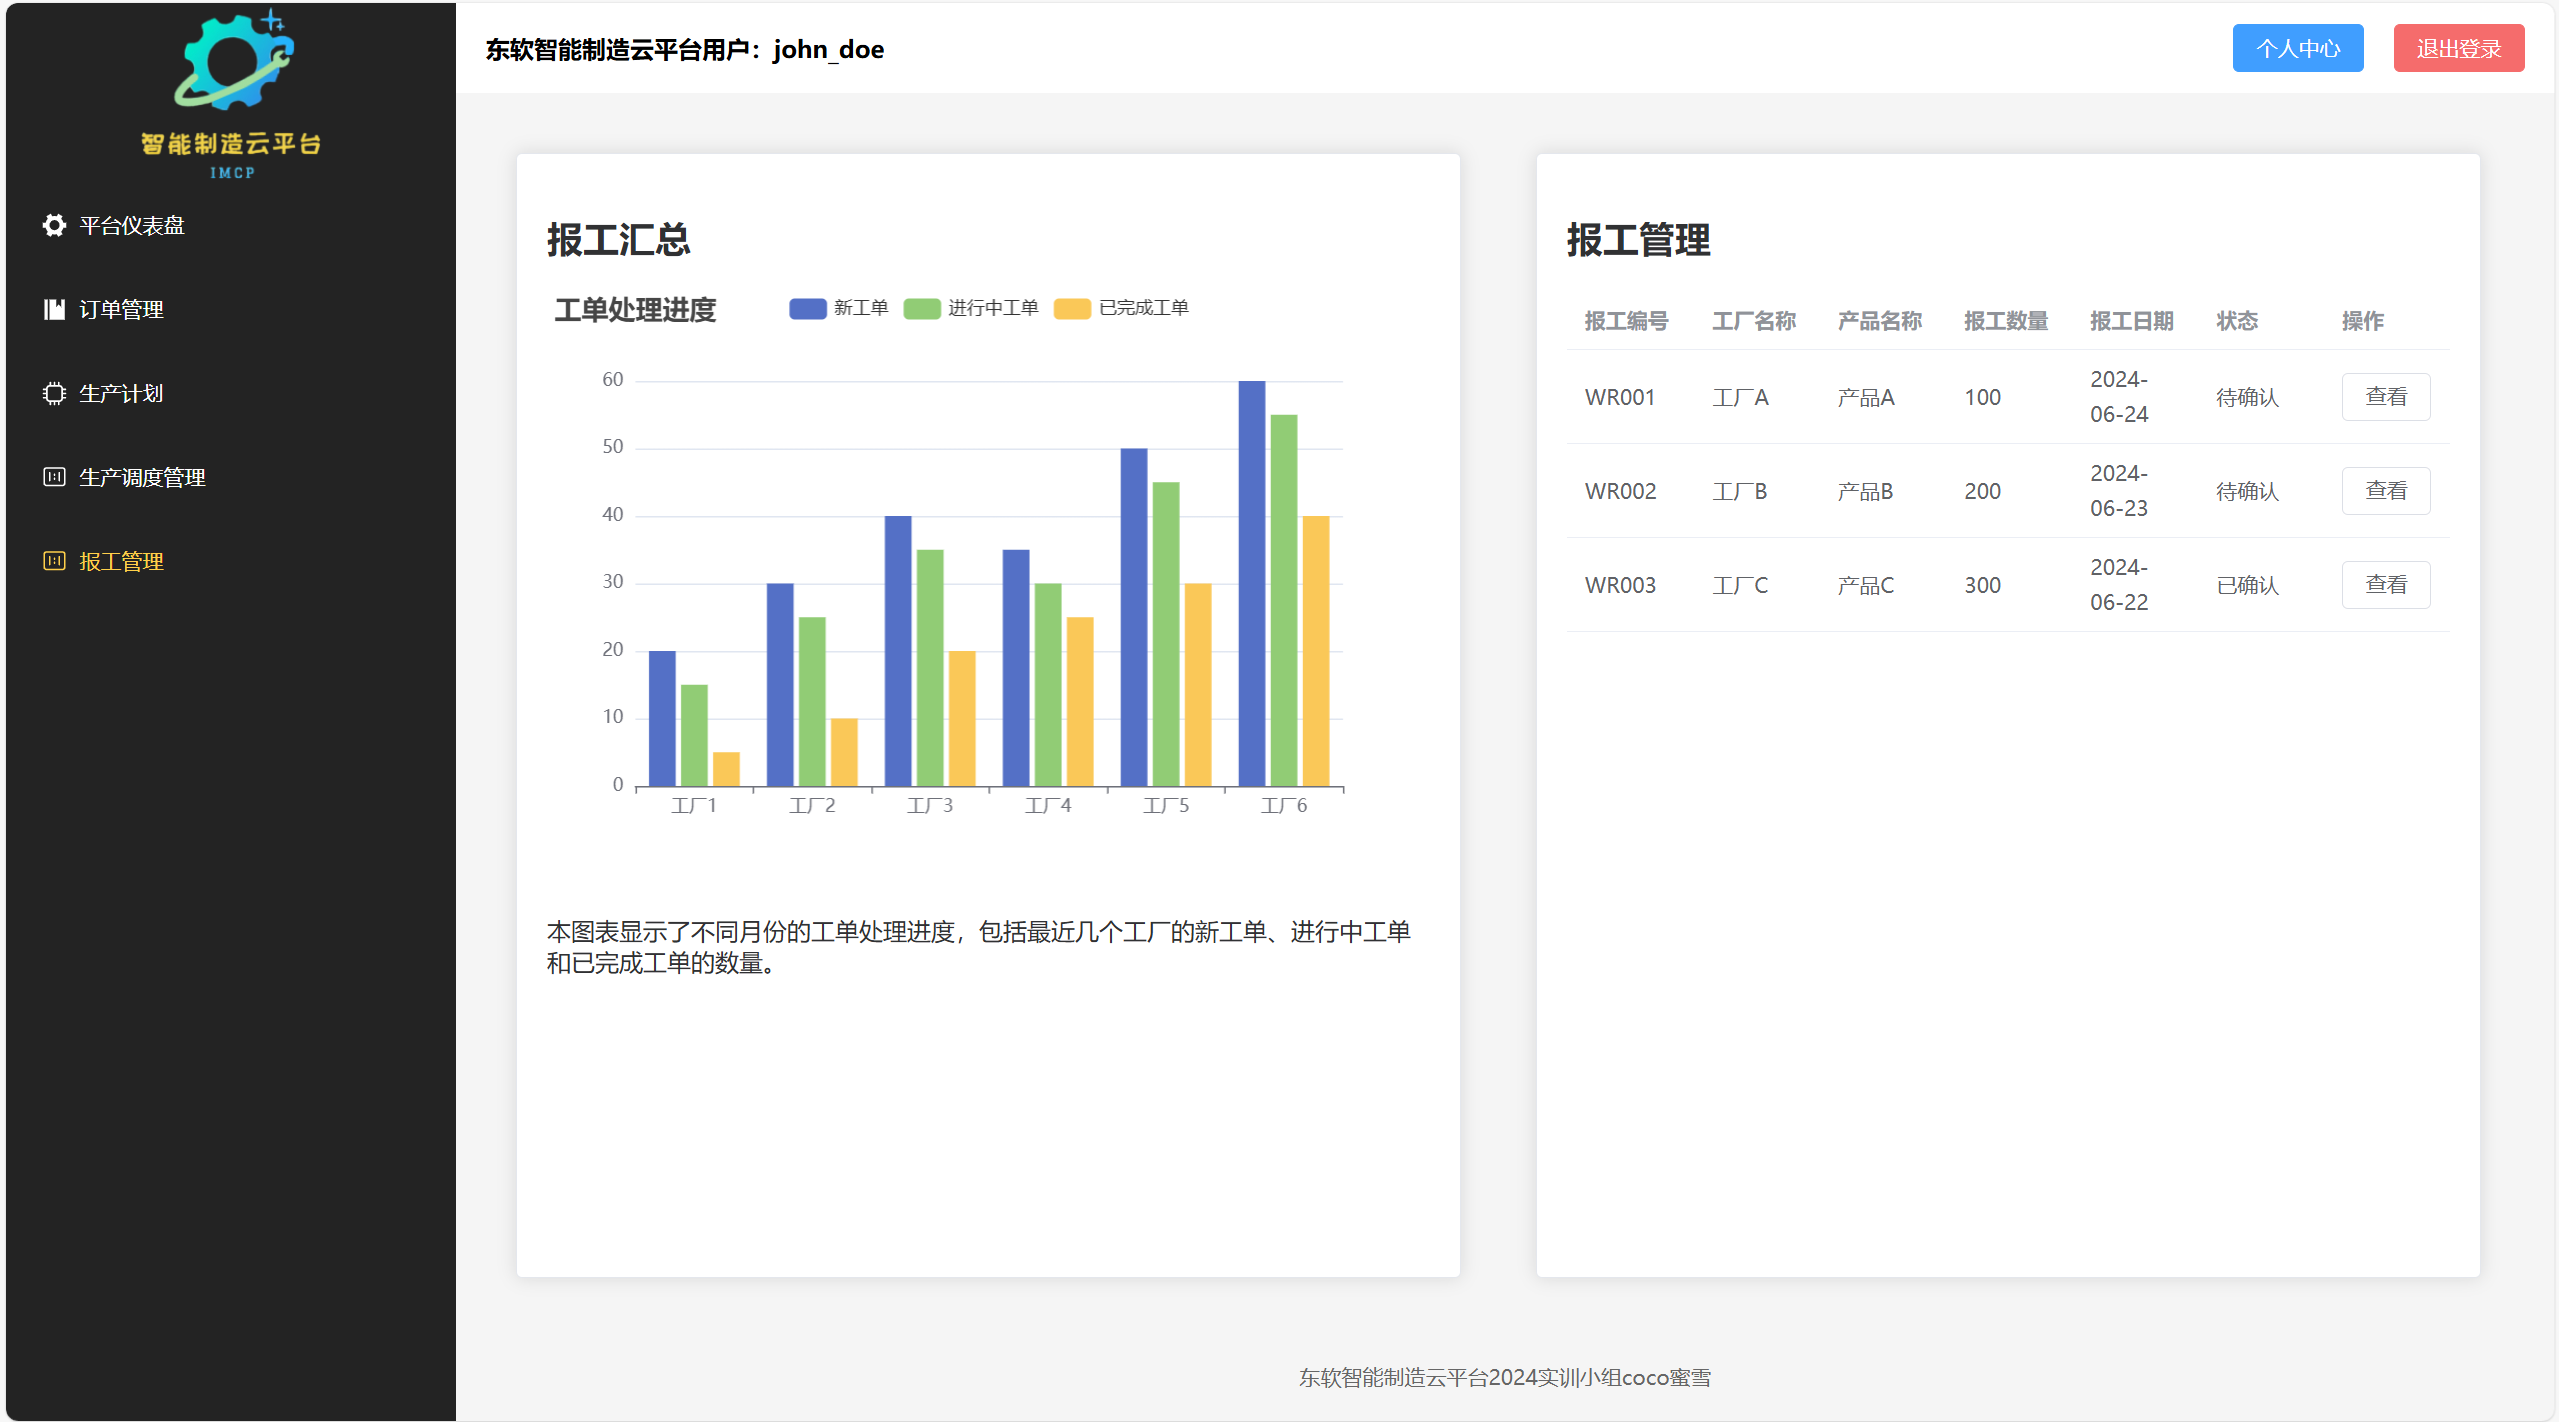 智能制造云平台
IMCP
平台仪表盘
订单管理
生产计划
生产调度管理
报工管理
东软智能制造云平台用户：john_doe
个人中心
退出登录
报工汇总
工单处理进度
新工单 进行中工单 已完成工单
60
50
40
30
20
10
0
工厂1 工厂2 工厂3 工厂4 工厂5 工厂6
本图表显示了不同月份的工单处理进度，包括最近几个工厂的新工单、进行中工单
和已完成工单的数量。
报工管理
报工编号 工厂名称 产品名称 报工数量 报工日期 状态 操作
WR001 工厂A 产品A 100 2024-
06-24 待确认 查看
WR002 工厂B 产品B 200 2024-
06-23 待确认 查看
WR003 工厂C 产品C 300 2024-
06-22 已确认 查看
东软智能制造云平台2024实训小组coco蜜雪